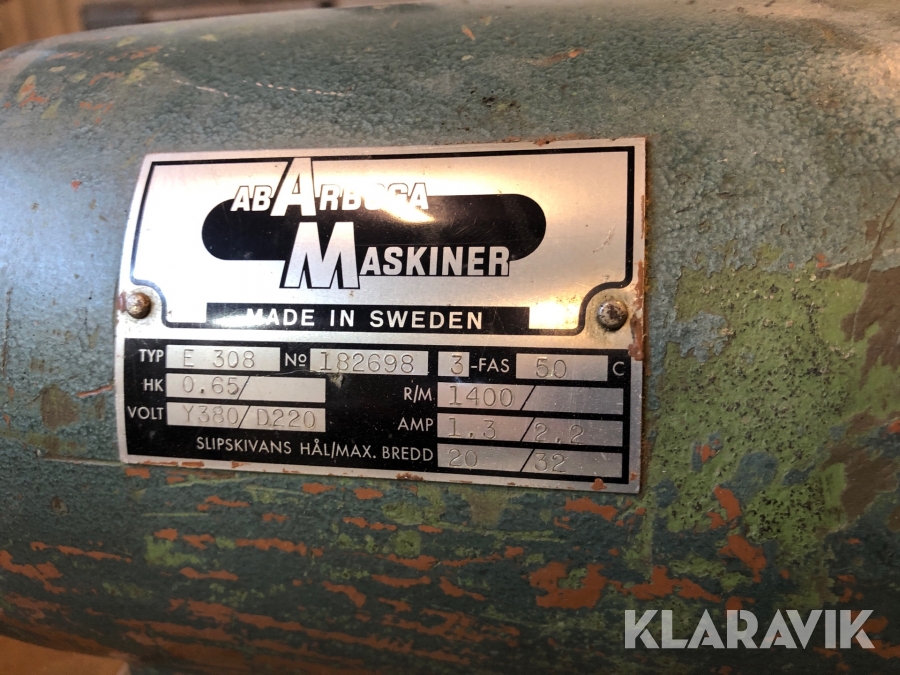 AB ARBOGA
MASKINER
MADE IN SWEDEN
TYP E 308 No 182698 3-FAS 50 C
HK 0.65/ R/M 1400/
VOLT Y380/D220 AMP 1.3/2.2
SLIPSKIVANS HÅL/MAX. BREDD 20/32
KLARAVIK